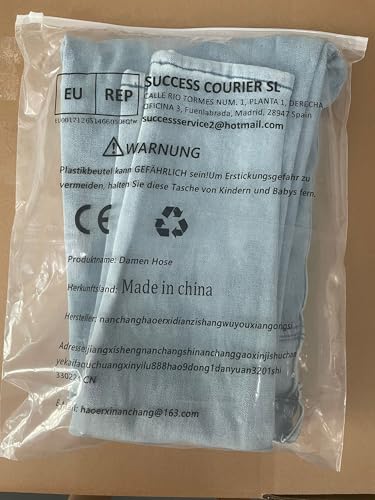 EU REP
SUCCESS COURIER SL
CALLE RIO TORMES NUM. 1, PLANTA 1, DERECHA,
OFICINA 3, Fuenlabrada, Madrid, 28947 Spain
successservice2@hotmail.com
WARNUNG
Plastikbeutel kann GEFÄHRLICH sein!Um Erstickungsgefahr zu
vermeiden, halten Sie diese Tasche von Kindern und Babys fern,
CE
Produktname: Damen Hose
Herkunftsland: Made in china
Hersteller: nanchanghaoerxidianzishangwuyouxiangongsi
Adresse:jiangxishengnanchangshinanchanggaoxinjishuchan
yekaifaquchuangxinyilu888hao9dong1danyuan3201shi
CN
E-Mail: haoerxinanchang@163.com